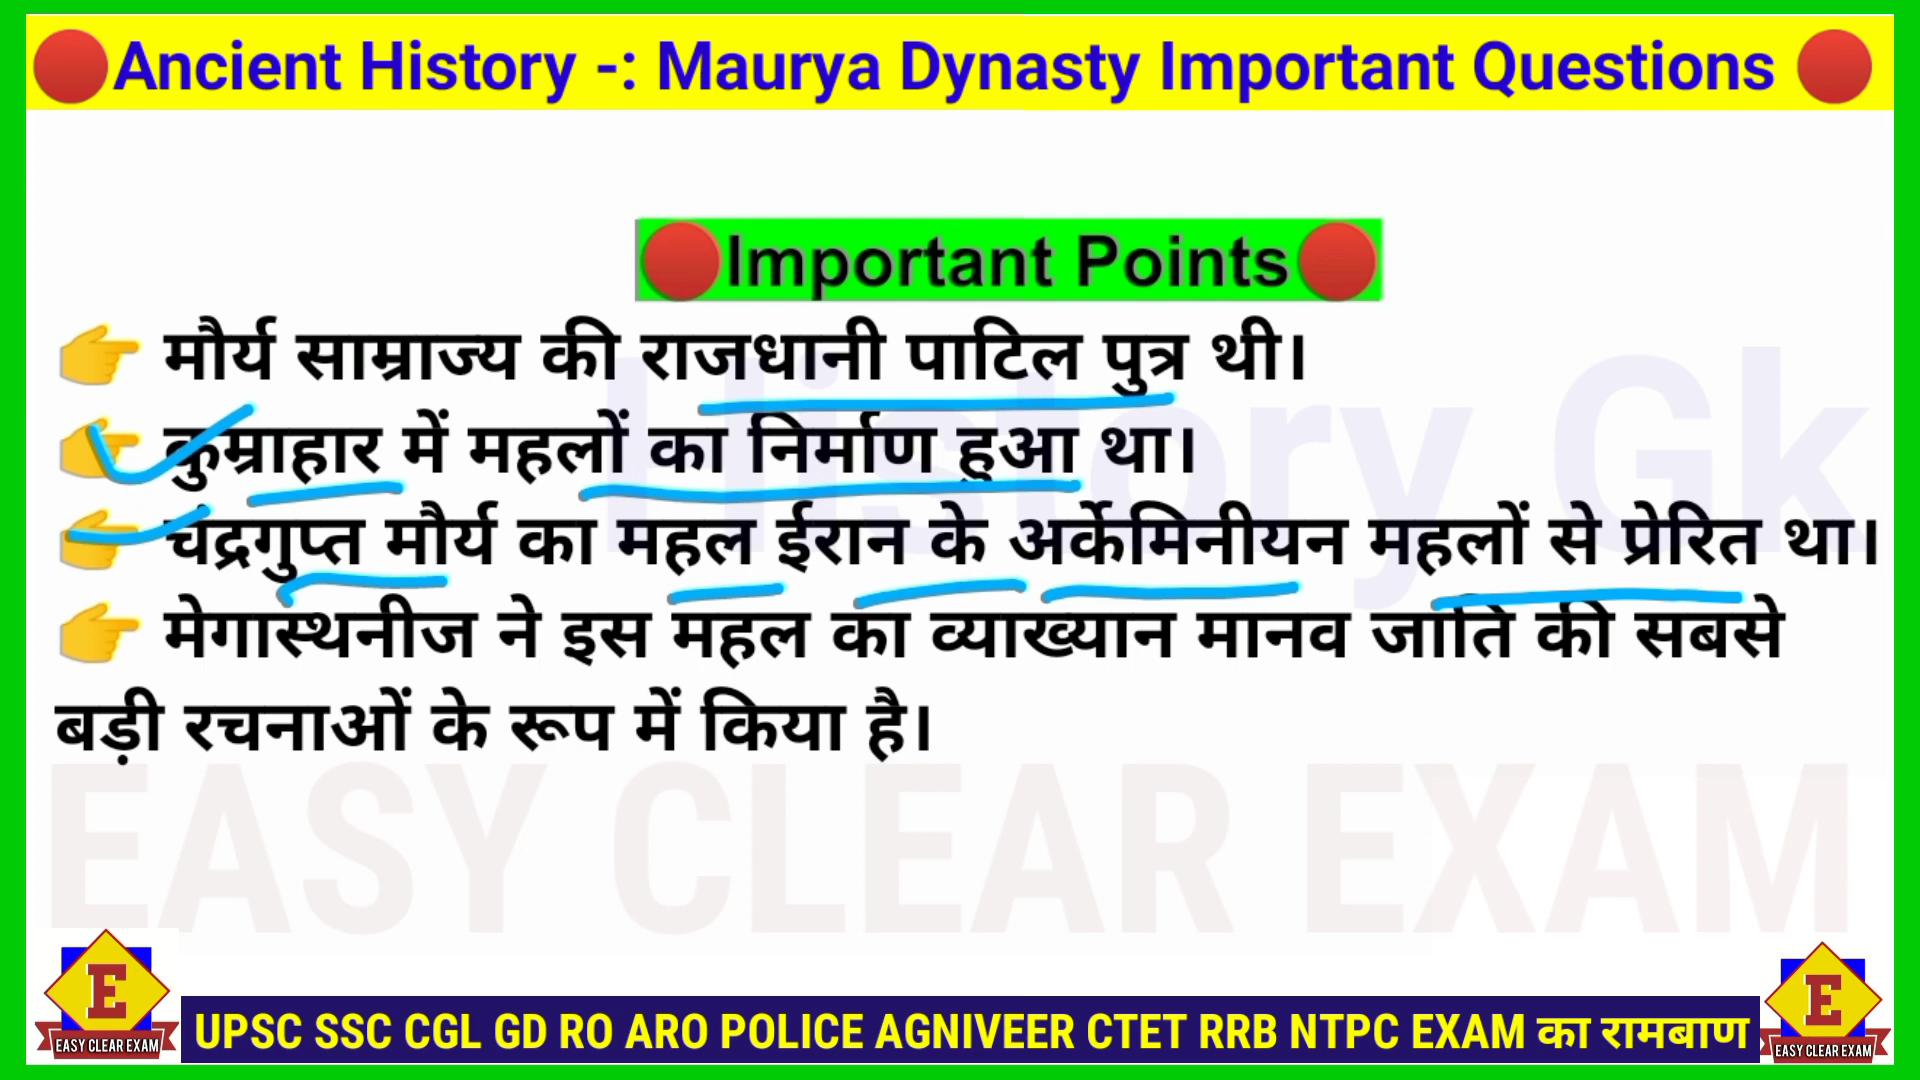 Ancient History -: Maurya Dynasty Important Questions
Important Points
मौर्य साम्राज्य की राजधानी पाटिल पुत्र थी।
कुम्राहार में महलों का निर्माण हुआ था।
चंद्रगुप्त मौर्य का महल ईरान के अर्केमिनीयन महलों से प्रेरित था।
मेगास्थनीज ने इस महल का व्याख्यान मानव जाति की सबसे
बड़ी रचनाओं के रूप में किया है।
History Gk
EASY CLEAR EXAM
E
EASY CLEAR EXAM
UPSC SSC CGL GD RO ARO POLICE AGNIVEER CTET RRB NTPC EXAM का रामबाण
E
EASY CLEAR EXAM